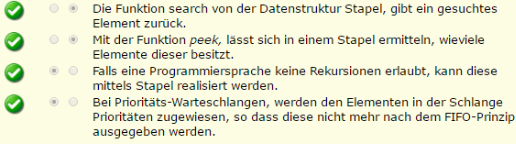 Die Funktion search von der Datenstruktur Stapel, gibt ein gesuchtes
Element zurück.
Mit der Funktion peek, lässt sich in einem Stapel ermitteln, wieviele
Elemente dieser besitzt.
Falls eine Programmiersprache keine Rekursionen erlaubt, kann diese
mittels Stapel realisiert werden.
Bei Prioritäts-Warteschlangen, werden den Elementen in der Schlange
Prioritäten zugewiesen, so dass diese nicht mehr nach dem FIFO-Prinzip
ausgegeben werden.